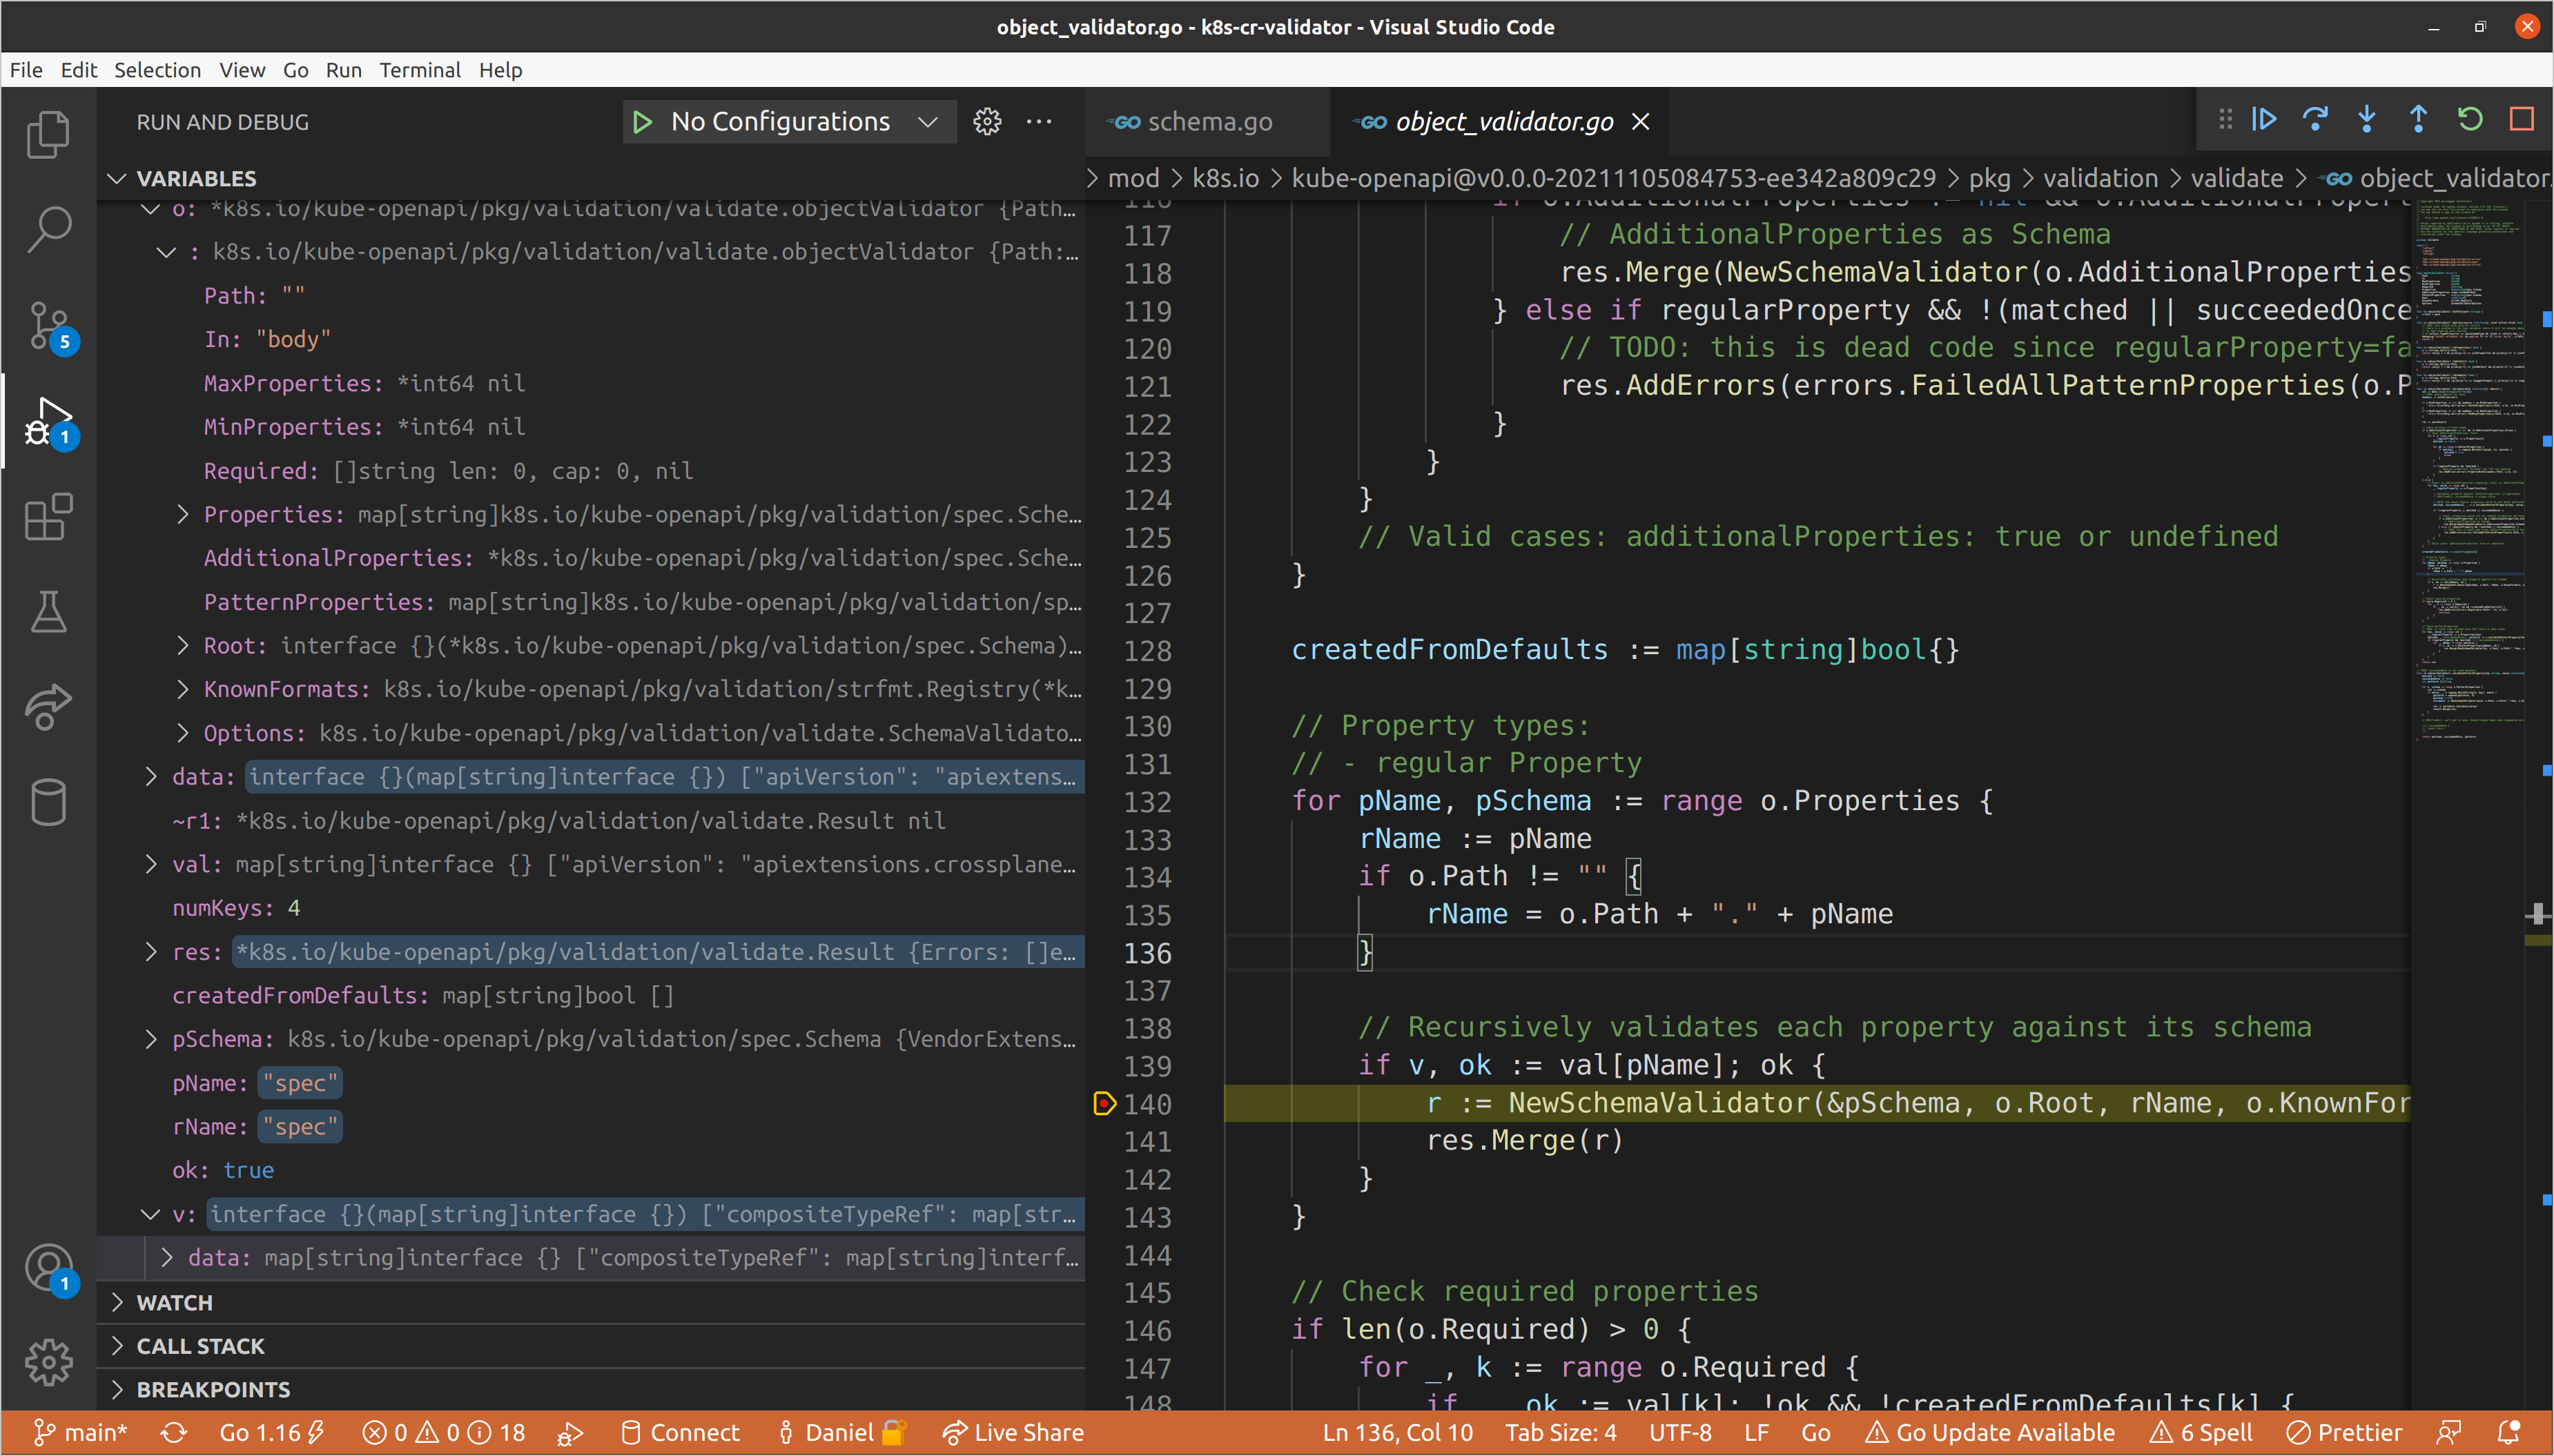 object_validator.go - k8s-cr-validator - Visual Studio Code
File Edit Selection View Go Run Terminal Help
RUN AND DEBUG
No Configurations
schema.go
object_validator.go
mod > k8s.io > kube-openapi@v0.0.0-20211105084753-ee342a809c29 > pkg > validation > validate > object_validator.
VARIABLES
o: *k8s.io/kube-openapi/pkg/validation/validate.objectValidator {Path…
: k8s.io/kube-openapi/pkg/validation/validate.objectValidator {Path:…
Path: ""
In: "body"
MaxProperties: *int64 nil
MinProperties: *int64 nil
Required: []string len: 0, cap: 0, nil
Properties: map[string]k8s.io/kube-openapi/pkg/validation/spec.Sche…
AdditionalProperties: *k8s.io/kube-openapi/pkg/validation/spec.Sche…
PatternProperties: map[string]k8s.io/kube-openapi/pkg/validation/sp…
Root: interface {}(*k8s.io/kube-openapi/pkg/validation/spec.Schema)…
KnownFormats: k8s.io/kube-openapi/pkg/validation/strfmt.Registry(*k…
Options: k8s.io/kube-openapi/pkg/validation/validate.SchemaValidato…
data: interface {}(map[string]interface {}) ["apiVersion": "apiextens…
~r1: *k8s.io/kube-openapi/pkg/validation/validate.Result nil
val: map[string]interface {} ["apiVersion": "apiextensions.crossplane…
numKeys: 4
res: *k8s.io/kube-openapi/pkg/validation/validate.Result {Errors: []e…
createdFromDefaults: map[string]bool []
pSchema: k8s.io/kube-openapi/pkg/validation/spec.Schema {VendorExtens…
pName: "spec"
rName: "spec"
ok: true
v: interface {}(map[string]interface {}) ["compositeTypeRef": map[str…
data: map[string]interface {} ["compositeTypeRef": map[string]interf…
WATCH
CALL STACK
BREAKPOINTS
5
1
1
116 if o.AdditionalProperties != nil && o.AdditionalPropert
117 // AdditionalProperties as Schema
118 res.Merge(NewSchemaValidator(o.AdditionalProperties
119 } else if regularProperty && !(matched || succeededOnce
120 // TODO: this is dead code since regularProperty=fa
121 res.AddErrors(errors.FailedAllPatternProperties(o.P
122 }
123 }
124 }
125 // Valid cases: additionalProperties: true or undefined
126 }
127
128 createdFromDefaults := map[string]bool{}
129
130 // Property types:
131 // - regular Property
132 for pName, pSchema := range o.Properties {
133 rName := pName
134 if o.Path != "" {
135 rName = o.Path + "." + pName
136 }
137
138 // Recursively validates each property against its schema
139 if v, ok := val[pName]; ok {
140 r := NewSchemaValidator(&pSchema, o.Root, rName, o.KnownFor
141 res.Merge(r)
142 }
143 }
144
145 // Check required properties
146 if len(o.Required) > 0 {
147 for _, k := range o.Required {
148 if _, ok := val[k]; !ok && !createdFromDefaults[k] {
main* Go 1.16 0 0 18 Connect Daniel Live Share Ln 136, Col 10 Tab Size: 4 UTF-8 LF Go Go Update Available 6 Spell Prettier